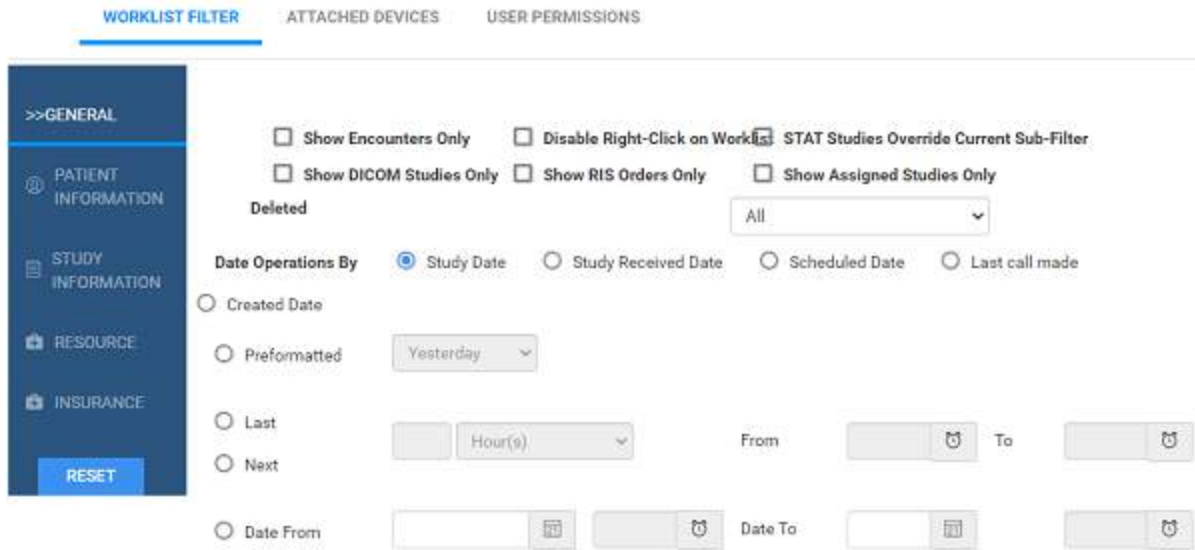 WORKLIST FILTER ATTACHED DEVICES USER PERMISSIONS
>>GENERAL
PATIENT INFORMATION
STUDY INFORMATION
RESOURCE
INSURANCE
RESET
Show Encounters Only Disable Right-Click on Worklist STAT Studies Override Current Sub-Filter
Show DICOM Studies Only Show RIS Orders Only Show Assigned Studies Only
Deleted All
Date Operations By Study Date Study Received Date Scheduled Date Last call made
Created Date
Preformatted Yesterday
Last
Hour(s) From To
Next
Date From 21 Date To 21